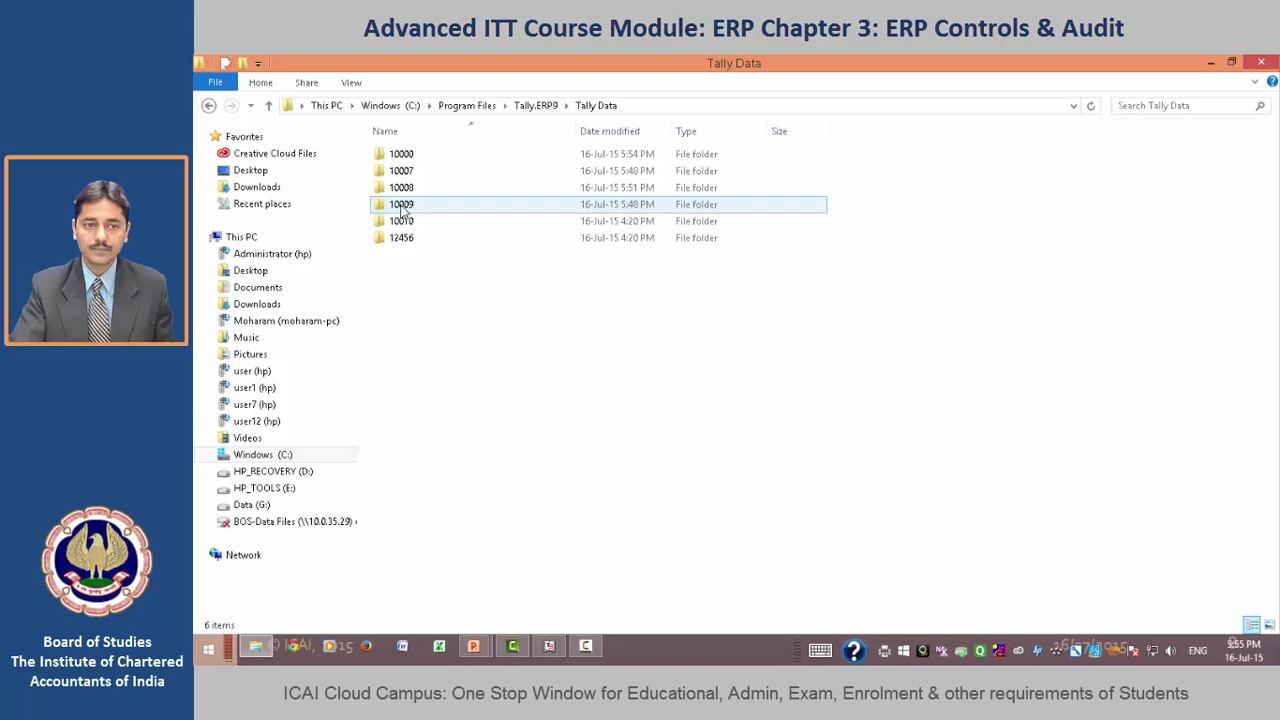 Advanced ITT Course Module: ERP Chapter 3: ERP Controls & Audit
Tally Data
File Home Share View
This PC Windows (C:) Program Files Tally.ERP9 Tally Data
Search Tally Data
Name Date modified Type Size
Favorites
Creative Cloud Files
Desktop
Downloads
Recent places
This PC
Administrator (hp)
Desktop
Documents
Downloads
Moharam (moharam-pc)
Music
Pictures
user (hp)
user1 (hp)
user7 (hp)
user12 (hp)
Videos
Windows (C:)
HP_RECOVERY (D:)
HP_TOOLS (E:)
Data (G:)
BOS-Data Files (\\10.0.35.29)
Network
10000 16-Jul-15 5:54 PM File folder
10007 16-Jul-15 5:48 PM File folder
10008 16-Jul-15 5:51 PM File folder
10009 16-Jul-15 5:48 PM File folder
10010 16-Jul-15 4:20 PM File folder
12456 16-Jul-15 4:20 PM File folder
6 items
ENG
16-Jul-15
Board of Studies
The Institute of Chartered
Accountants of India
ICAI Cloud Campus: One Stop Window for Educational, Admin, Exam, Enrolment & other requirements of Students